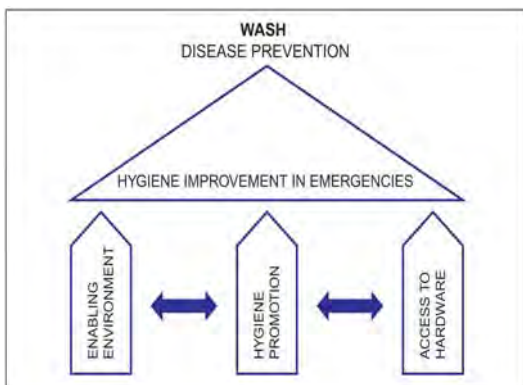 WASH
DISEASE PREVENTION
HYGIENE IMPROVEMENT IN EMERGENCIES
ENABLING
ENVIRONMENT
HYGIENE
PROMOTION
ACCESS TO
HARDWARE